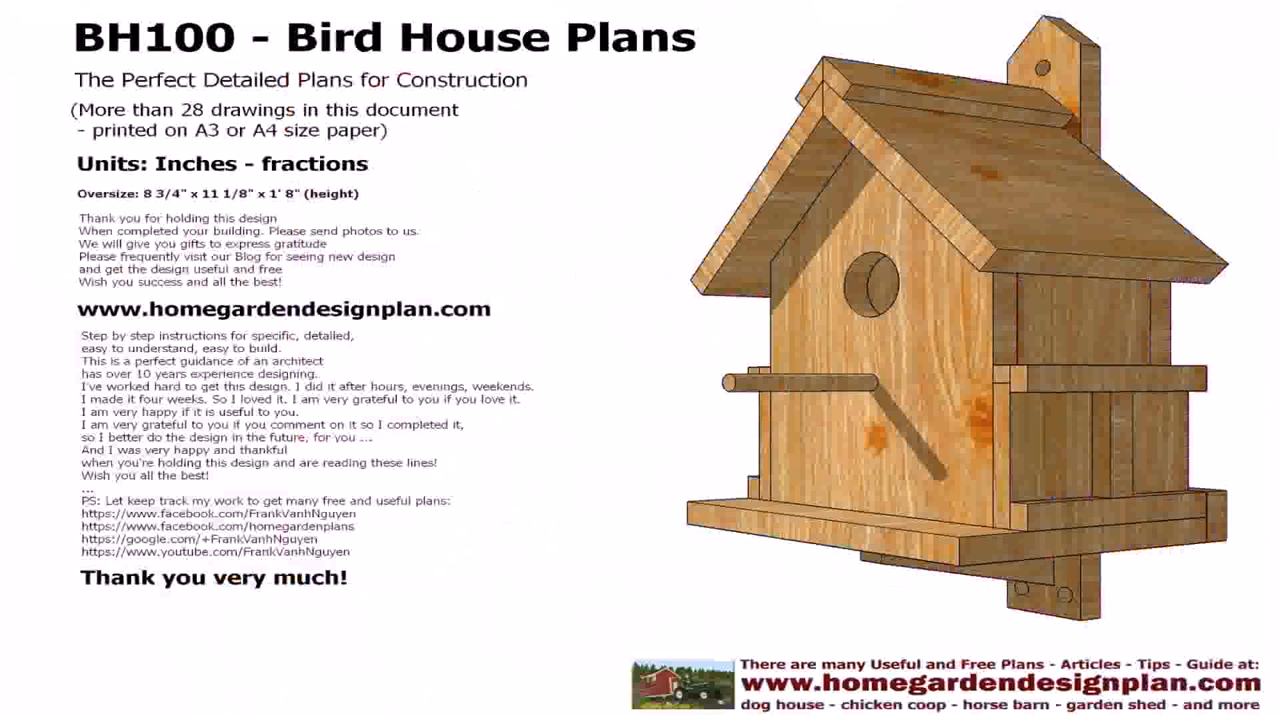 BH100 - Bird House Plans
The Perfect Detailed Plans for Construction
(More than 28 drawings in this document
- printed on A3 or A4 size paper)
Units: Inches - fractions
Oversize: 8 3/4" x 11 1/8" x 1' 8" (height)
Thank you for holding this design
When completed your building. Please send photos to us.
We will give you gifts to express gratitude
Please frequently visit our Blog for seeing new design
and get the design useful and free
Wish you success and all the best!
www.homegardendesignplan.com
Step by step instructions for specific, detailed,
easy to understand, easy to build.
This is a perfect guidance of an architect
has over 10 years experience designing.
I've worked hard to get this design. I did it after hours, evenings, weekends.
I made it four weeks. So I loved it. I am very grateful to you if you love it.
I am very happy if it is useful to you.
I am very grateful to you if you comment on it so I completed it,
so I better do the design in the future, for you ...
And I was very happy and thankful
when you're holding this design and are reading these lines!
Wish you all the best!
...
PS: Let keep track my work to get many free and useful plans:
https://www.facebook.com/FrankVanhNguyen
https://www.facebook.com/homegardenplans
https://google.com/+FrankVanhNguyen
https://www.youtube.com/FrankVanhNguyen
Thank you very much!
There are many Useful and Free Plans - Articles - Tips - Guide at:
www.homegardendesignplan.com
dog house - chicken coop - horse barn - garden shed - and more